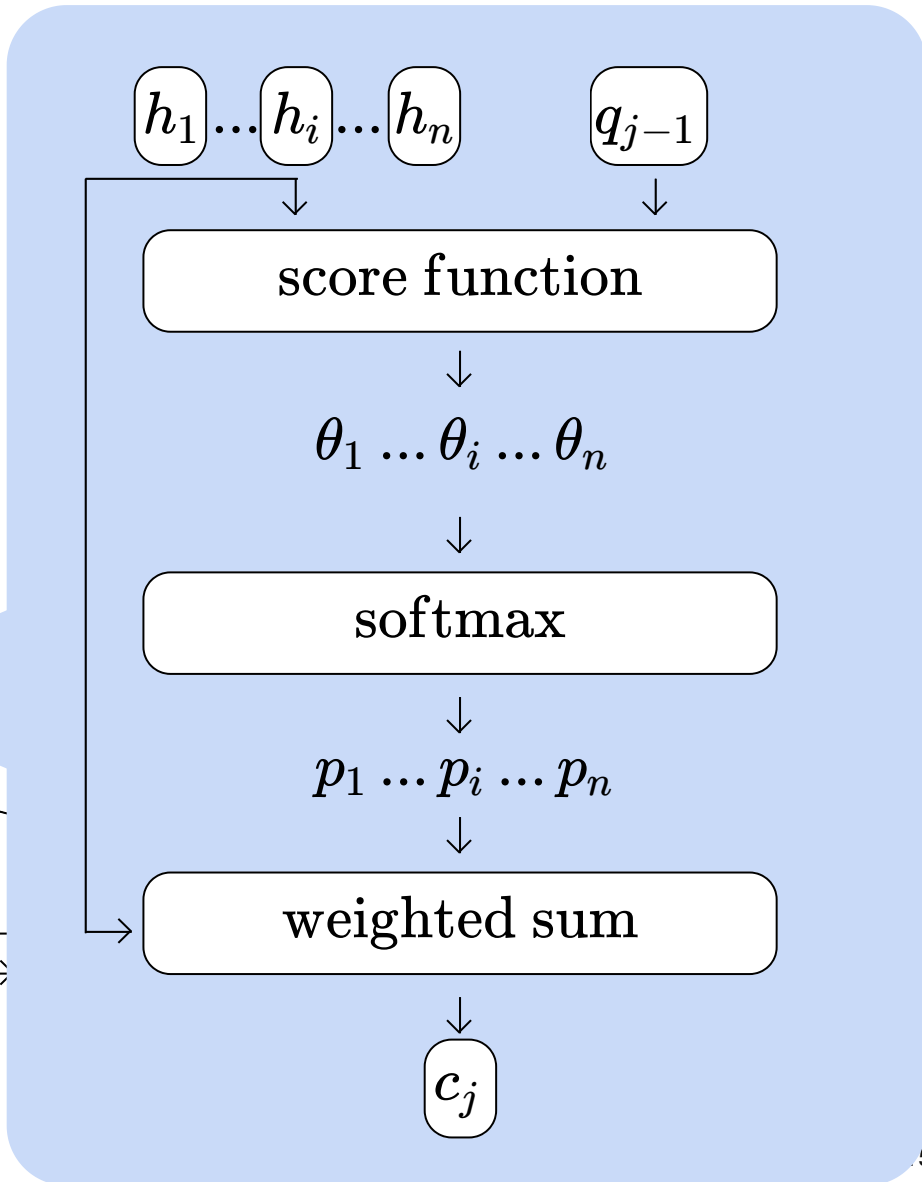 h₁ ... hᵢ ... hₙ qⱼ₋₁
score function
θ₁ ... θᵢ ... θₙ
softmax
p₁ ... pᵢ ... pₙ
weighted sum
cⱼ